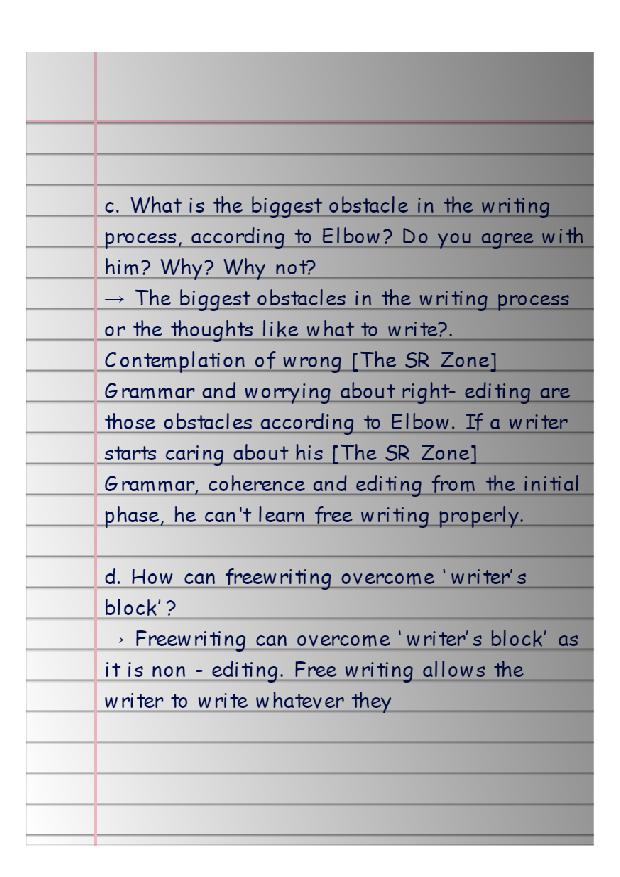 c. What is the biggest obstacle in the writing
process, according to Elbow? Do you agree with
him? Why? Why not?
→ The biggest obstacles in the writing process
or the thoughts like what to write?.
Contemplation of wrong [The SR Zone]
Grammar and worrying about right- editing are
those obstacles according to Elbow. If a writer
starts caring about his [The SR Zone]
Grammar, coherence and editing from the initial
phase, he can't learn free writing properly.
d. How can freewriting overcome 'writer's
block'?
→ Freewriting can overcome 'writer's block' as
it is non - editing. Free writing allows the
writer to write whatever they